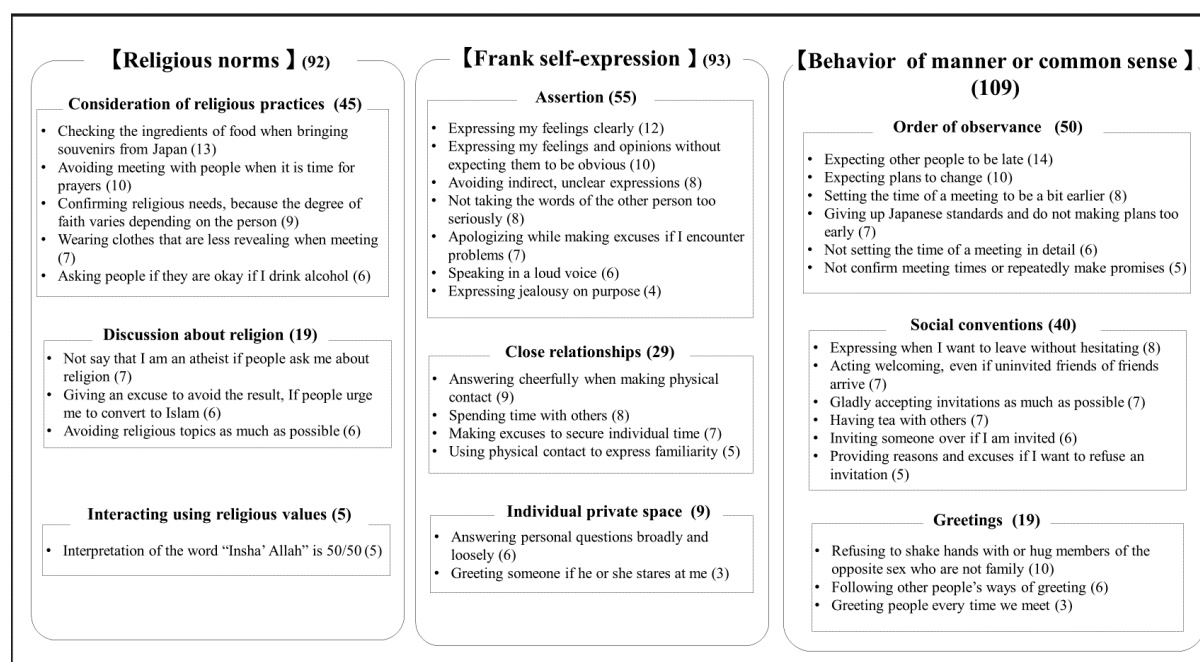 【Religious norms 】(92)
Consideration of religious practices (45)
• Checking the ingredients of food when bringing
souvenirs from Japan (13)
• Avoiding meeting with people when it is time for
prayers (10)
• Confirming religious needs, because the degree of
faith varies depending on the person (9)
• Wearing clothes that are less revealing when meeting
(7)
• Asking people if they are okay if I drink alcohol (6)
Discussion about religion (19)
• Not say that I am an atheist if people ask me about
religion (7)
• Giving an excuse to avoid the result, If people urge
me to convert to Islam (6)
• Avoiding religious topics as much as possible (6)
Interacting using religious values (5)
• Interpretation of the word “Insha’ Allah” is 50/50 (5)
【Frank self-expression 】(93)
Assertion (55)
• Expressing my feelings clearly (12)
• Expressing my feelings and opinions without
expecting them to be obvious (10)
• Avoiding indirect, unclear expressions (8)
• Not taking the words of the other person too
seriously (8)
• Apologizing while making excuses if I encounter
problems (7)
• Speaking in a loud voice (6)
• Expressing jealousy on purpose (4)
Close relationships (29)
• Answering cheerfully when making physical
contact (9)
• Spending time with others (8)
• Making excuses to secure individual time (7)
• Using physical contact to express familiarity (5)
Individual private space (9)
• Answering personal questions broadly and
loosely (6)
• Greeting someone if he or she stares at me (3)
【Behavior of manner or common sense 】
(109)
Order of observance (50)
• Expecting other people to be late (14)
• Expecting plans to change (10)
• Setting the time of a meeting to be a bit earlier (8)
• Giving up Japanese standards and do not making plans too
early (7)
• Not setting the time of a meeting in detail (6)
• Not confirm meeting times or repeatedly make promises (5)
Social conventions (40)
• Expressing when I want to leave without hesitating (8)
• Acting welcoming, even if uninvited friends of friends
arrive (7)
• Gladly accepting invitations as much as possible (7)
• Having tea with others (7)
• Inviting someone over if I am invited (6)
• Providing reasons and excuses if I want to refuse an
invitation (5)
Greetings (19)
• Refusing to shake hands with or hug members of the
opposite sex who are not family (10)
• Following other people’s ways of greeting (6)
• Greeting people every time we meet (3)